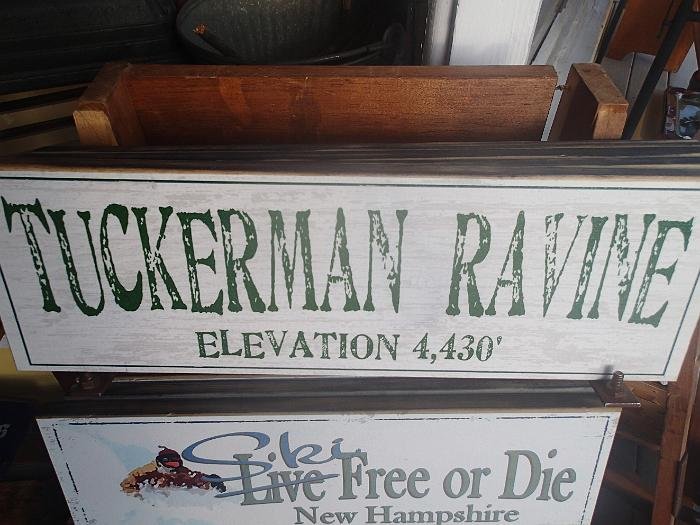 TUCKERMAN RAVINE
ELEVATION 4,430'
Ski
Live Free or Die
New Hampshire